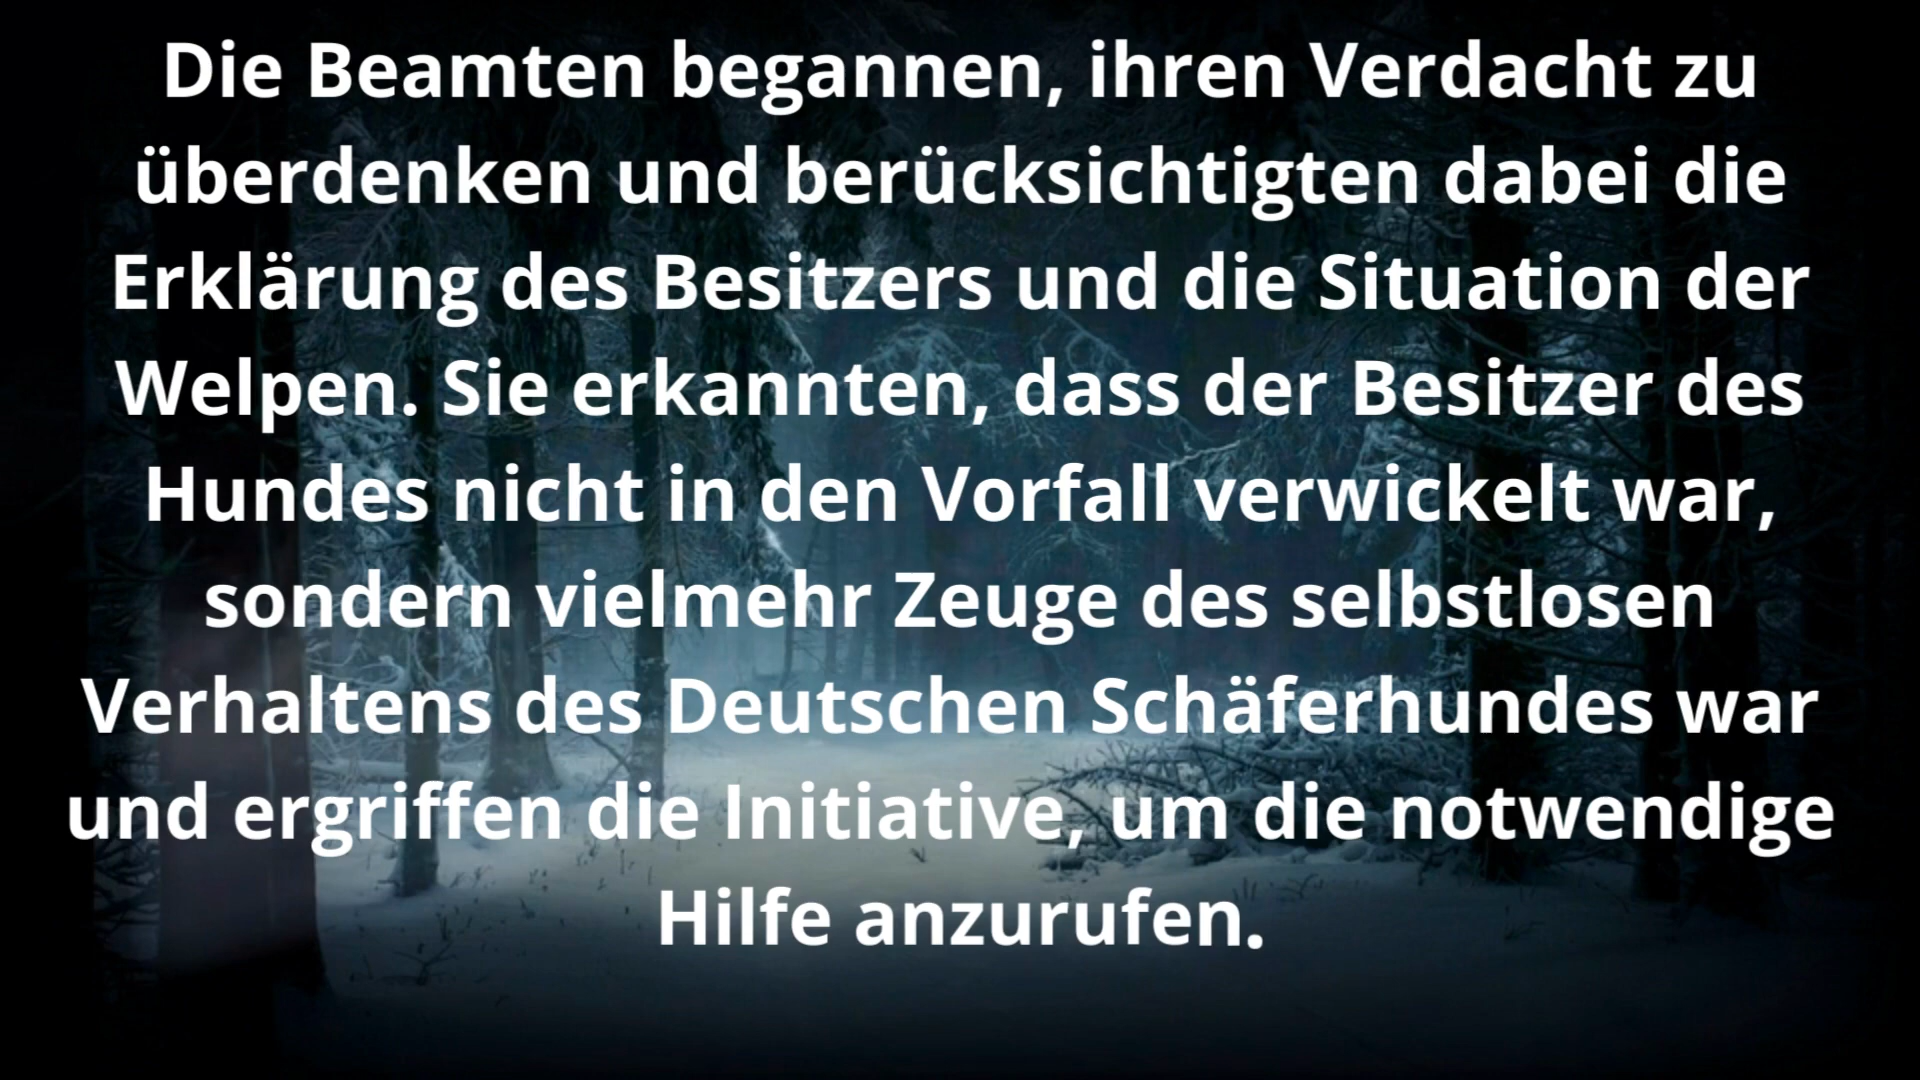 Die Beamten begannen, ihren Verdacht zu
überdenken und berücksichtigten dabei die
Erklärung des Besitzers und die Situation der
Welpen. Sie erkannten, dass der Besitzer des
Hundes nicht in den Vorfall verwickelt war,
sondern vielmehr Zeuge des selbstlosen
Verhaltens des Deutschen Schäferhundes war
und ergriffen die Initiative, um die notwendige
Hilfe anzurufen.